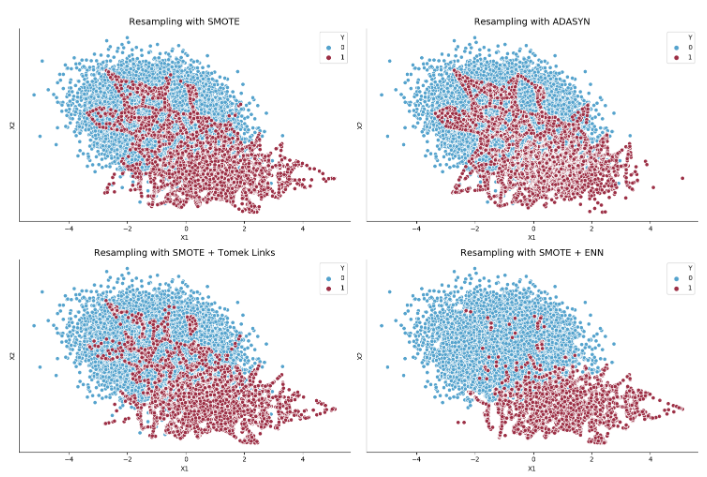 Resampling with SMOTE
Y
0
1
X2
−4
−2
0
2
4
X1
Resampling with ADASYN
Y
0
1
X2
−4
−2
0
2
4
X1
Resampling with SMOTE + Tomek Links
Y
0
1
X2
−4
−2
0
2
4
X1
Resampling with SMOTE + ENN
Y
0
1
X2
−4
−2
0
2
4
X1